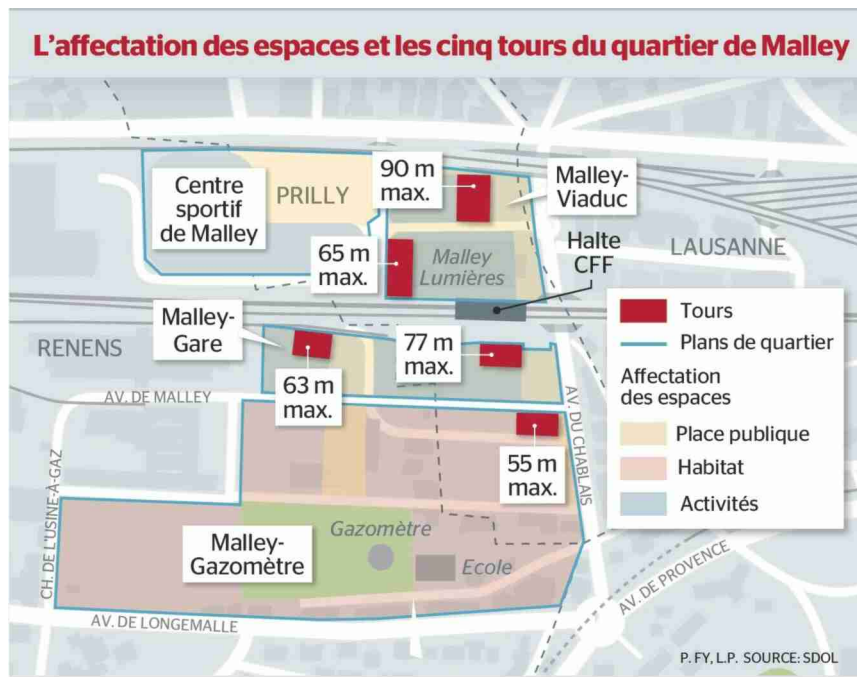 L'affectation des espaces et les cinq tours du quartier de Malley
Centre
sportif
de Malley
PRILLY
90 m
max.
Malley-
Viaduc
65 m
max.
Malley
Lumières
Halte
CFF
LAUSANNE
Malley-
Gare
RENENS
63 m
max.
77 m
max.
AV. DE MALLEY
55 m
max.
AV. DU CHABLAIS
CH. DE L'USINE-À-GAZ
Malley-
Gazomètre
Gazomètre
Ecole
AV. DE LONGEMALLE
AV. DE PROVENCE
Tours
Plans de quartier
Affectation
des espaces
Place publique
Habitat
Activités
P. FY, L.P. SOURCE: SDOL